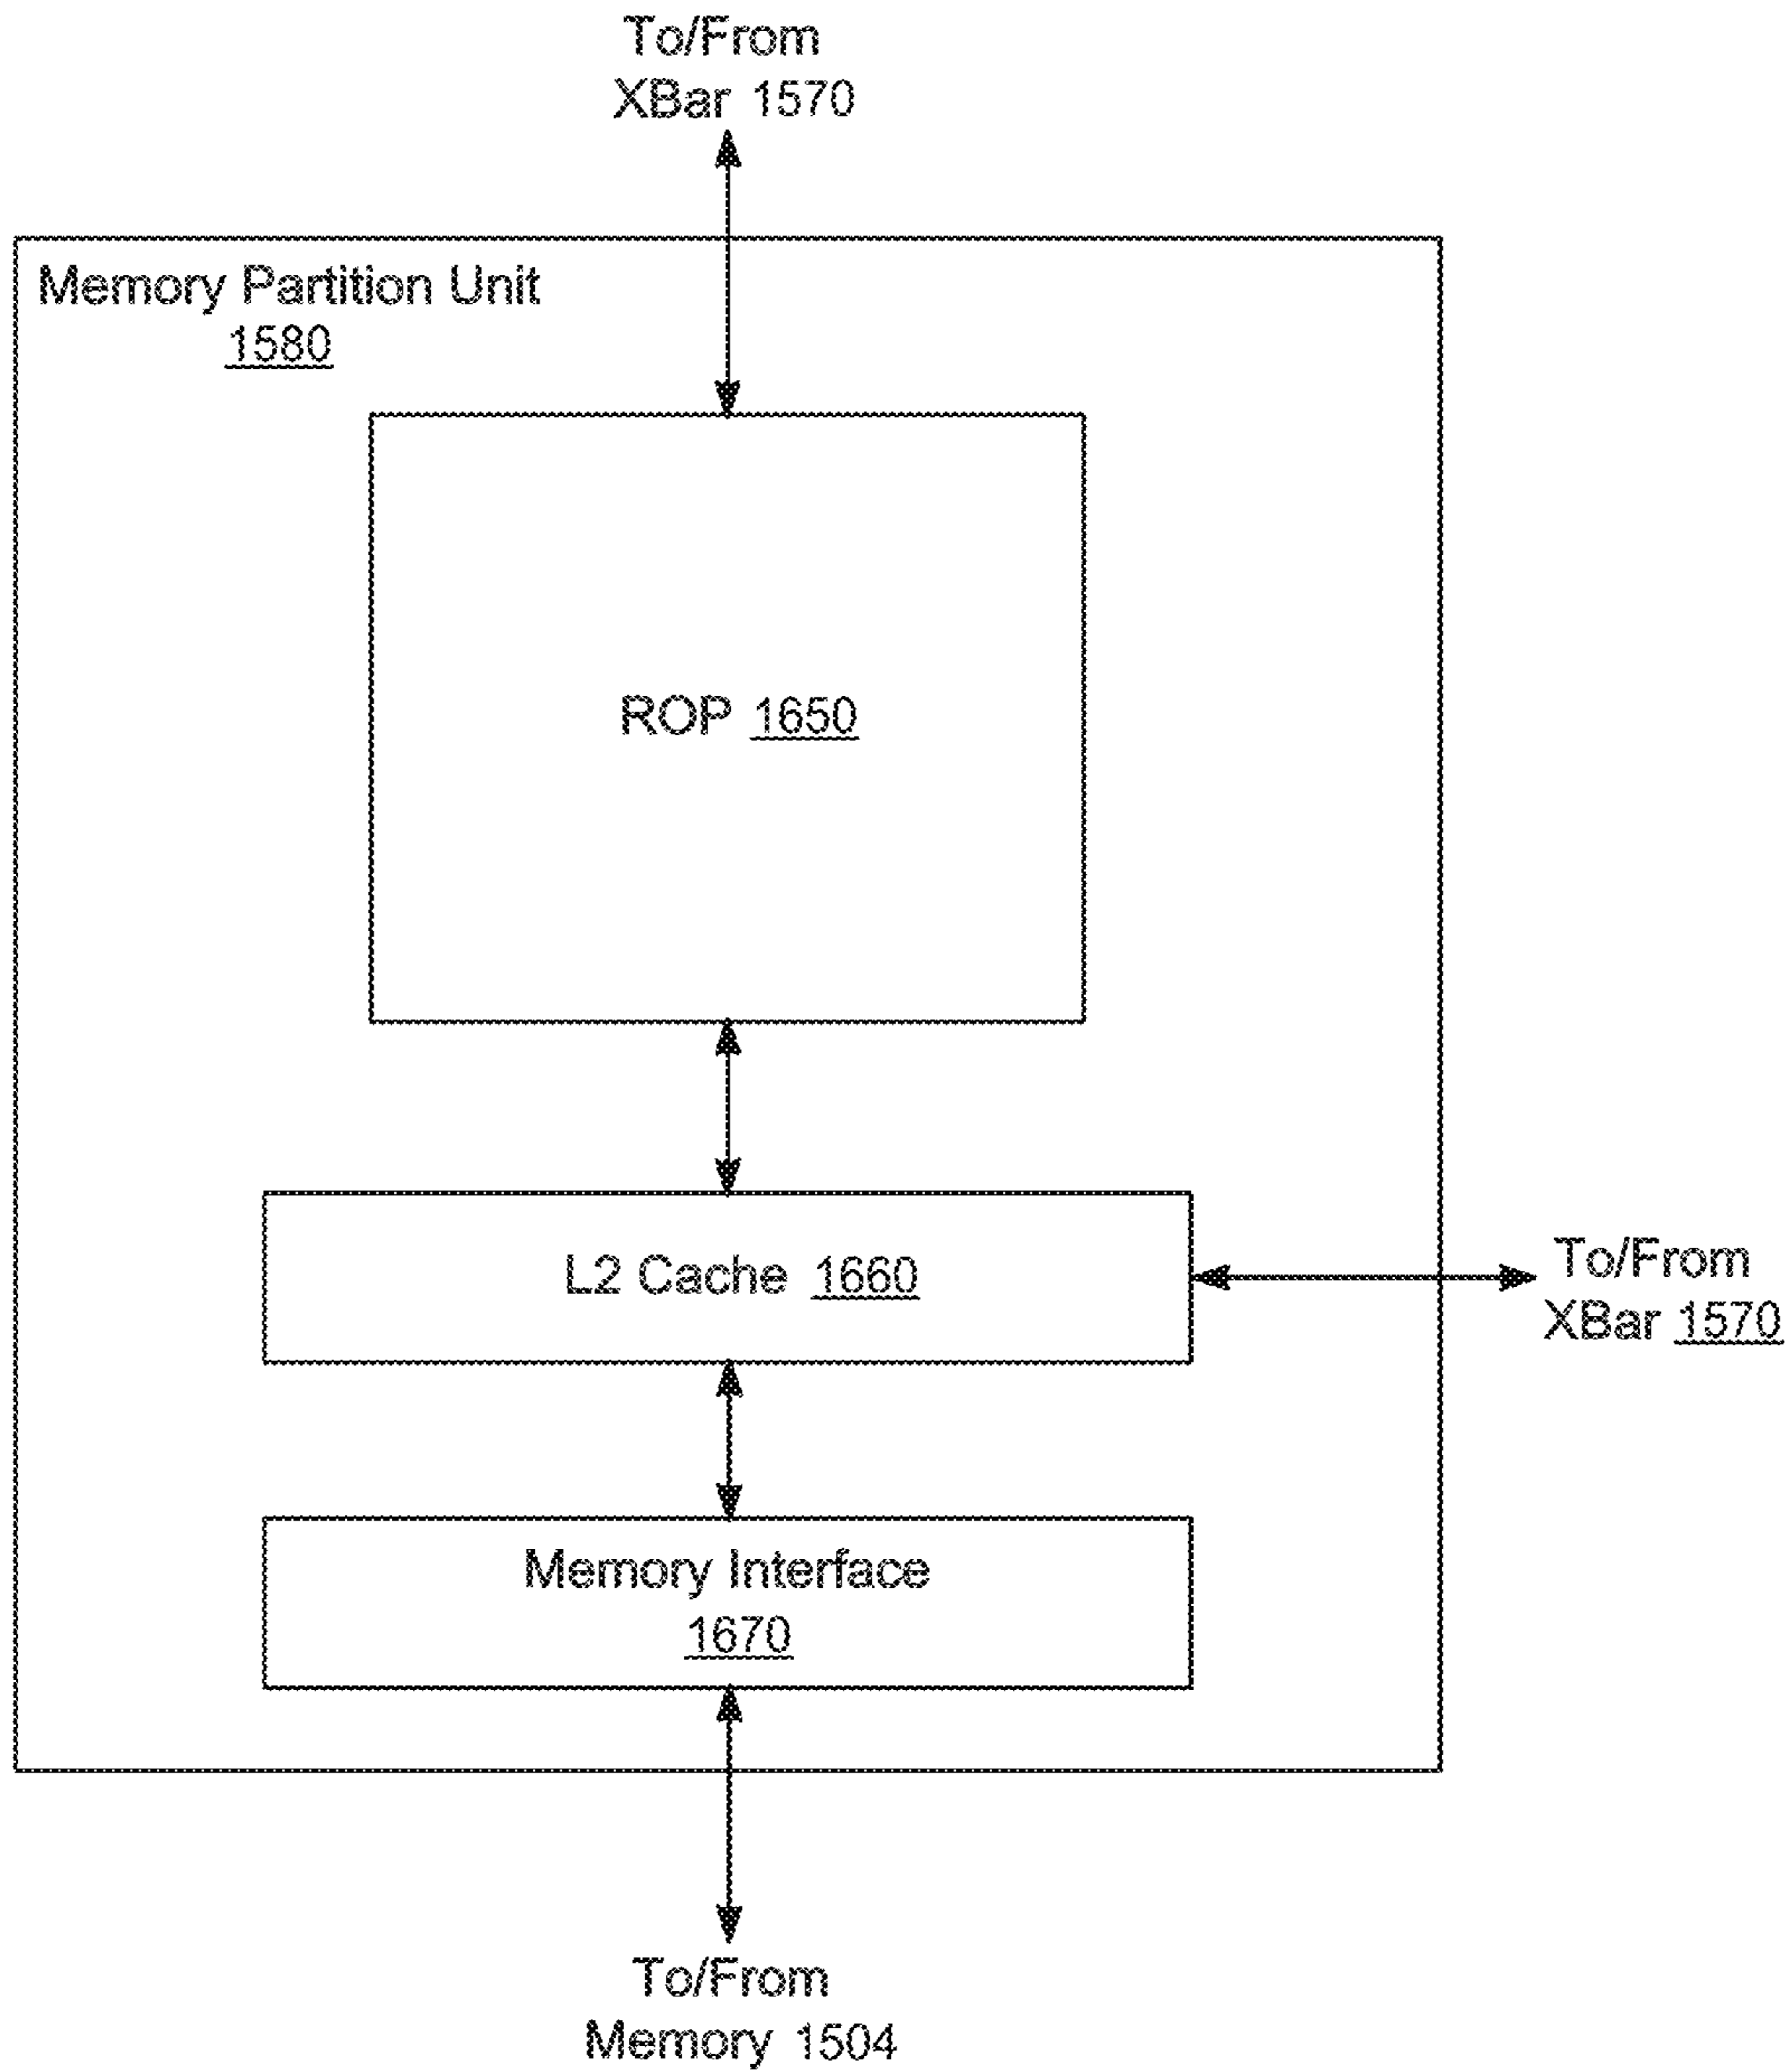 To/From
XBar 1570
Memory Partition Unit
1580
ROP 1650
L2 Cache 1660
To/From
XBar 1570
Memory Interface
1670
To/From
Memory 1504